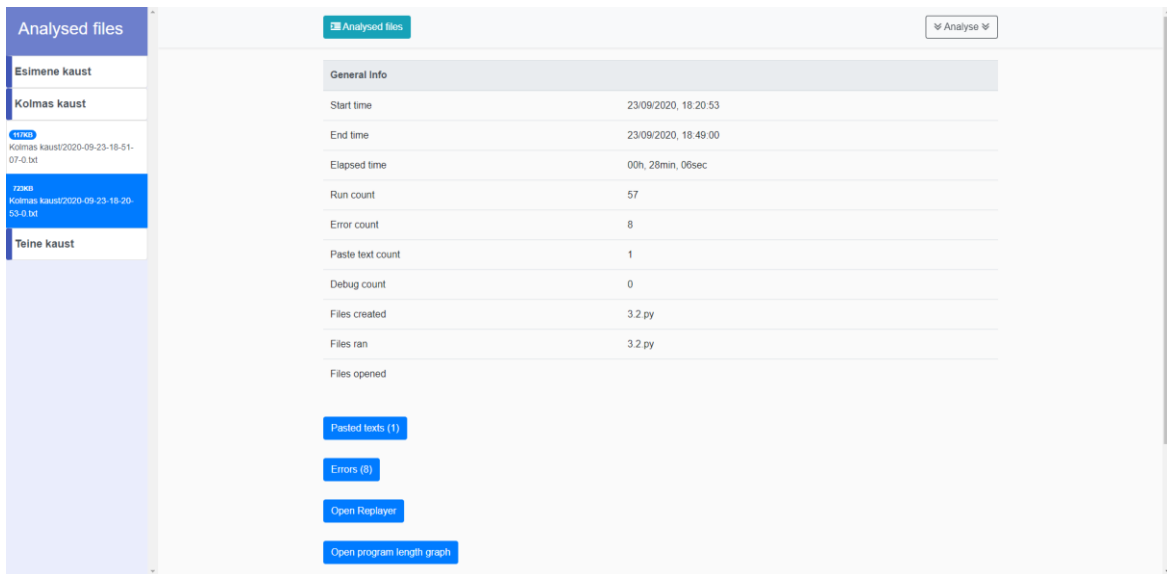 Analysed files
Esimene kaust
Kolmas kaust
117KB
Kolmas kaust/2020-09-23-18-51-
07-0.txt
723KB
Kolmas kaust/2020-09-23-18-20-
53-0.txt
Teine kaust
Analysed files
Analyse
General Info
Start time 23/09/2020, 18:20:53
End time 23/09/2020, 18:49:00
Elapsed time 00h, 28min, 06sec
Run count 57
Error count 8
Paste text count 1
Debug count 0
Files created 3.2.py
Files ran 3.2.py
Files opened
Pasted texts (1)
Errors (8)
Open Replayer
Open program length graph